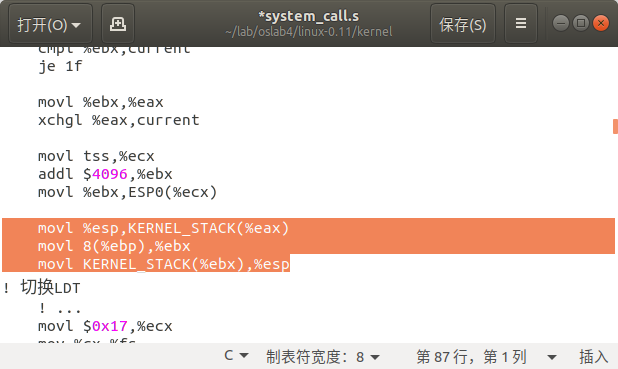 打开(O)
*system_call.s
~/lab/oslab4/linux-0.11/kernel
保存(S)
cmpl %ebx,current
je 1f
movl %ebx,%eax
xchgl %eax,current
movl tss,%ecx
addl $4096,%ebx
movl %ebx,ESP0(%ecx)
movl %esp,KERNEL_STACK(%eax)
movl 8(%ebp),%ebx
movl KERNEL_STACK(%ebx),%esp
! 切换LDT
! ...
movl $0x17,%ecx
mov %cx,%fs
C 制表符宽度：8 第 87 行，第 1 列 插入